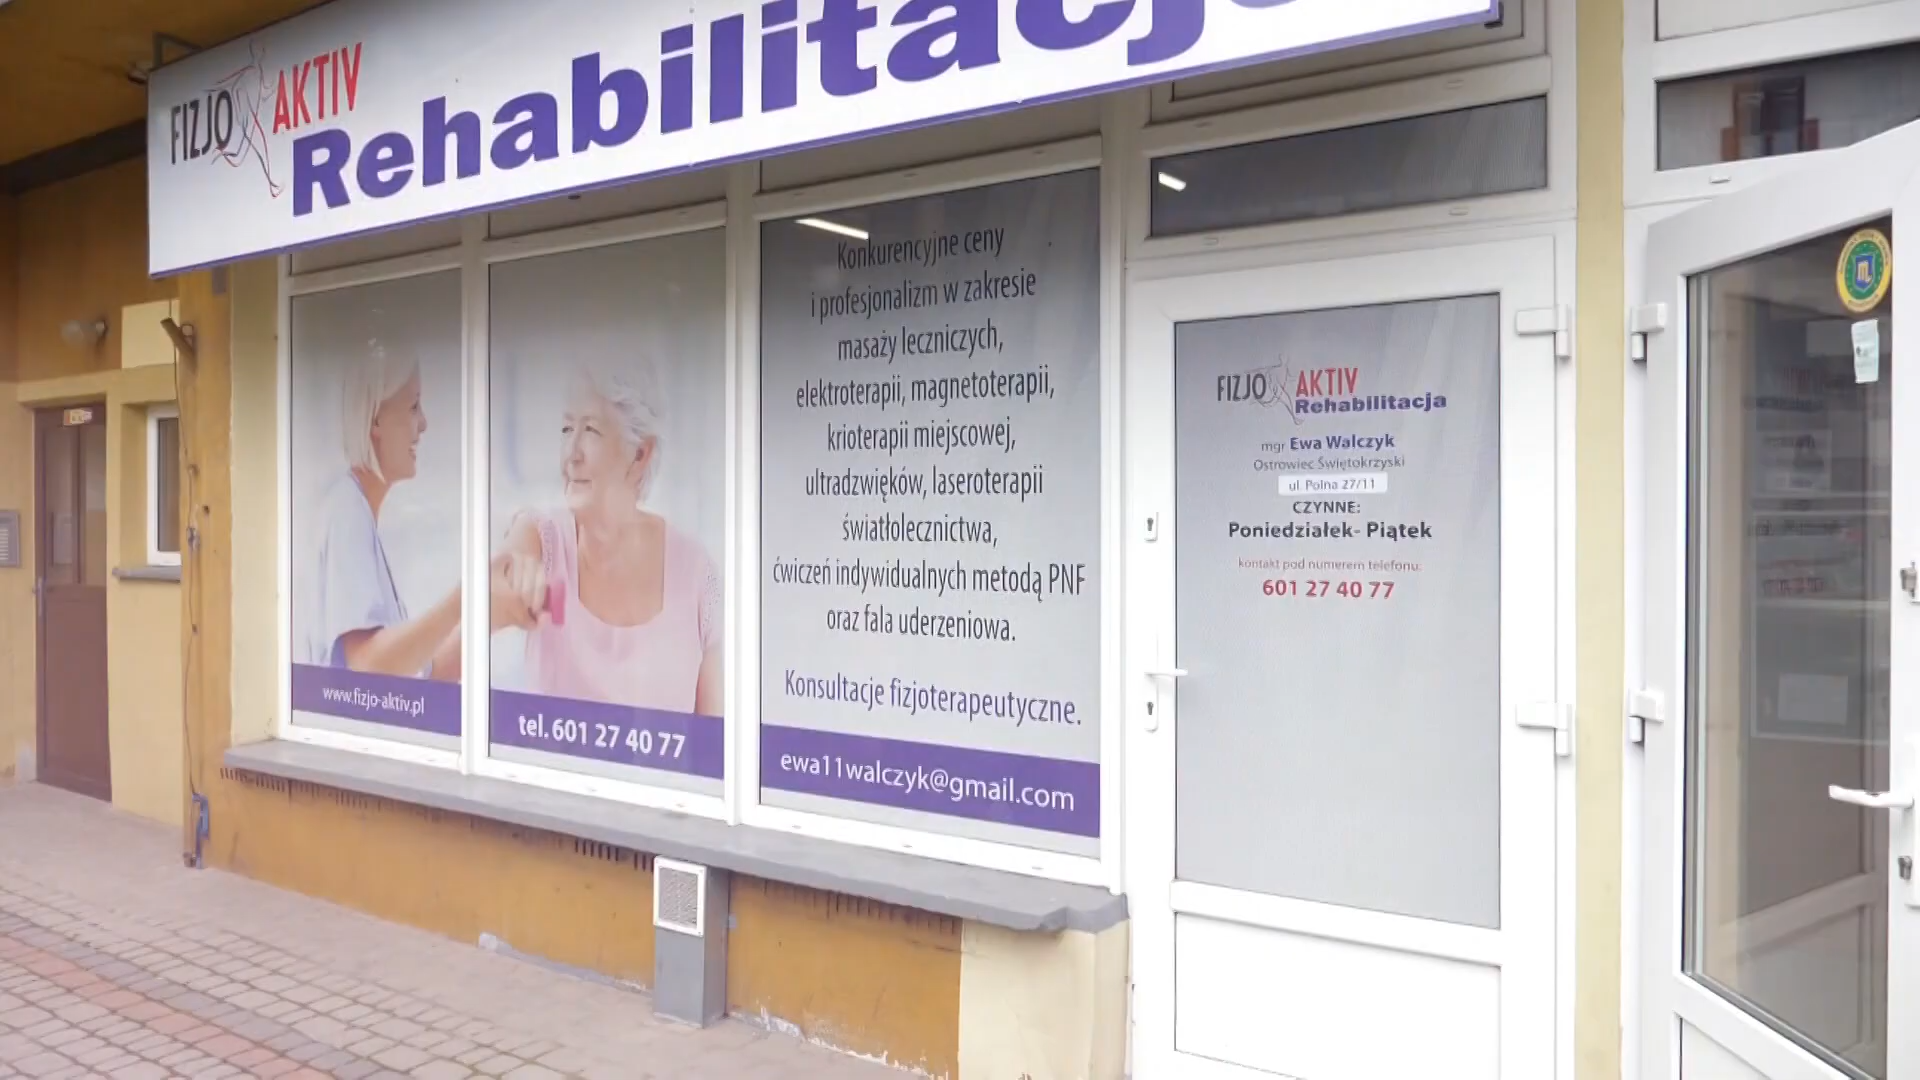 FIZJO AKTIV
Rehabilitacja
Konkurencyjne ceny
i profesjonalizm w zakresie
masaży leczniczych,
elektroterapii, magnetoterapii,
krioterapii miejscowej,
ultradzwięków, laseroterapii
światłolecznictwa,
ćwiczeń indywidualnych metodą PNF
oraz fala uderzeniowa.
Konsultacje fizjoterapeutyczne.
www.fizjo-aktiv.pl
tel. 601 27 40 77
ewa11walczyk@gmail.com
FIZJO AKTIV
Rehabilitacja
mgr Ewa Walczyk
Ostrowiec Świętokrzyski
ul. Polna 27/11
CZYNNE:
Poniedziałek- Piątek
kontakt pod numerem telefonu:
601 27 40 77